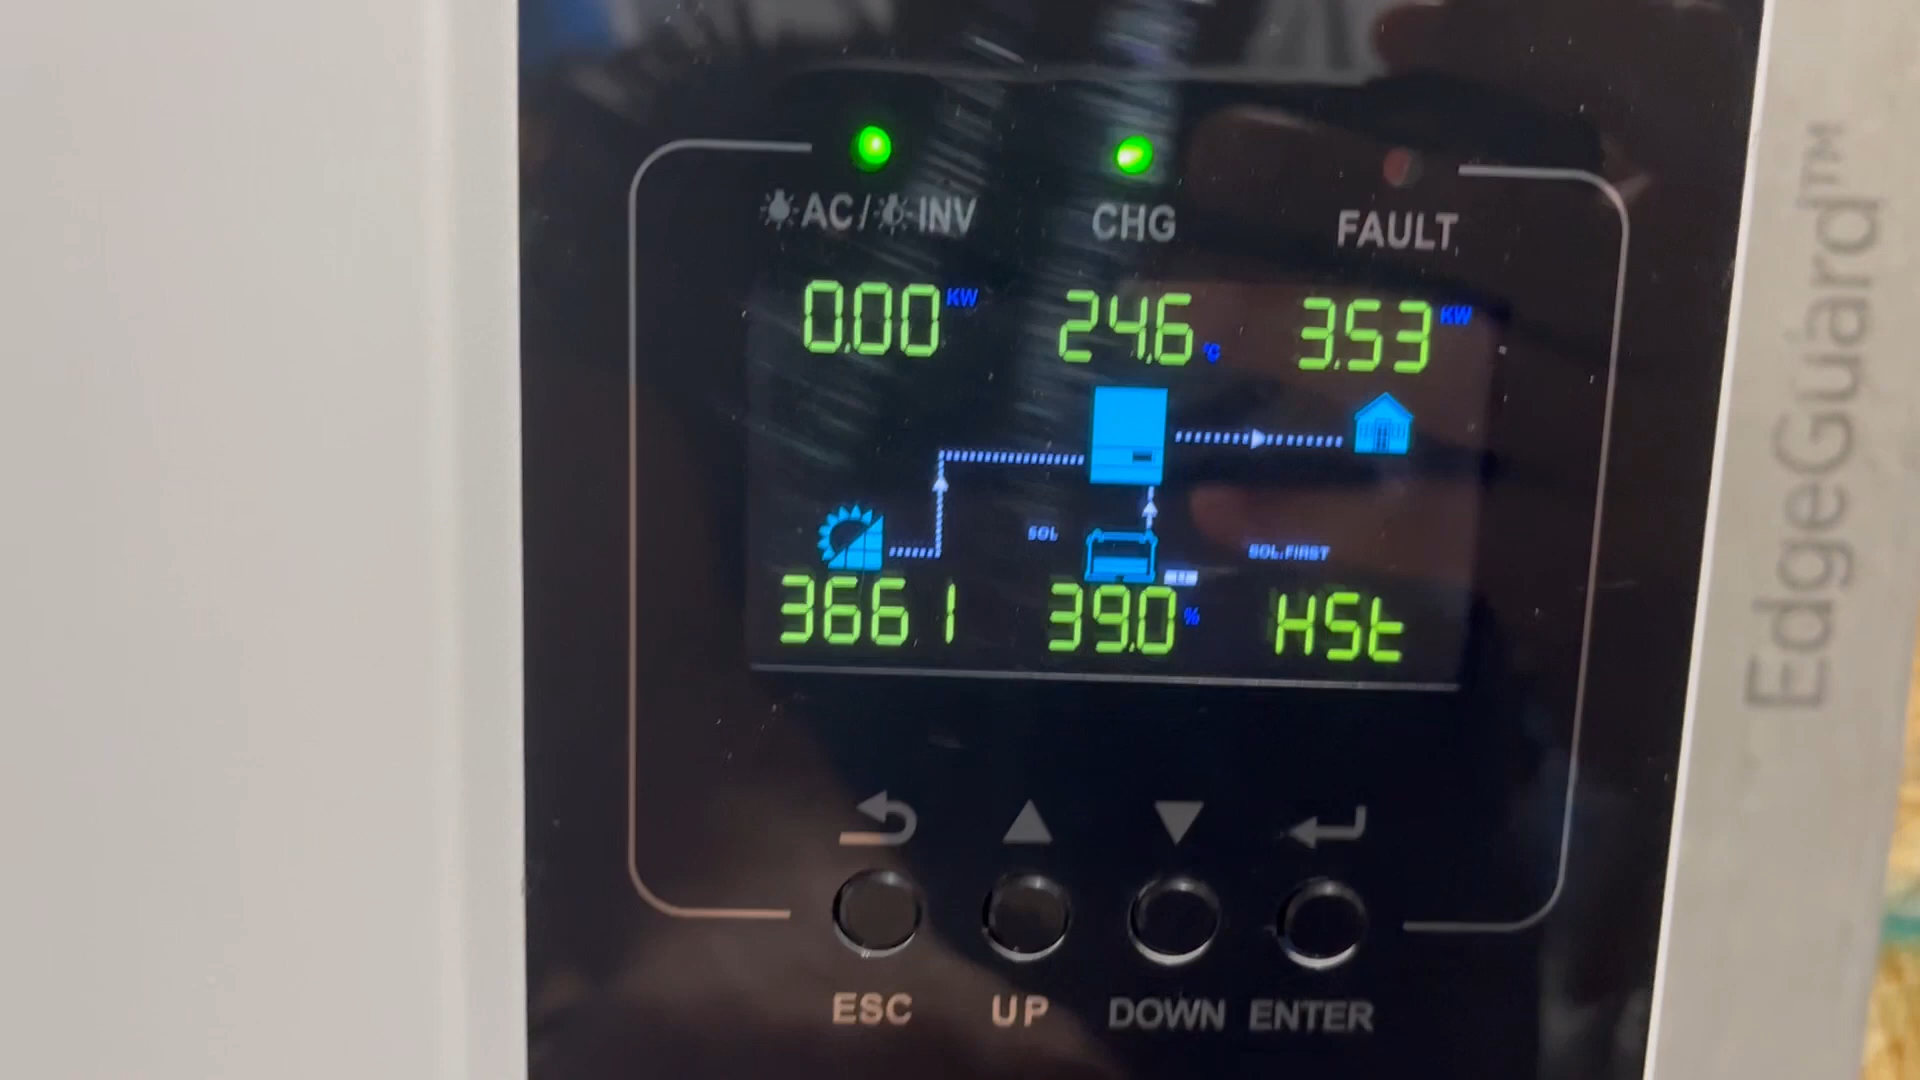 AC/ INV CHG FAULT
0.00 KW 24.6 °C 3.53 KW
SOL SOL:FIRST
LI
3661 39.0 % HSt
ESC UP DOWN ENTER
EdgeGuard™